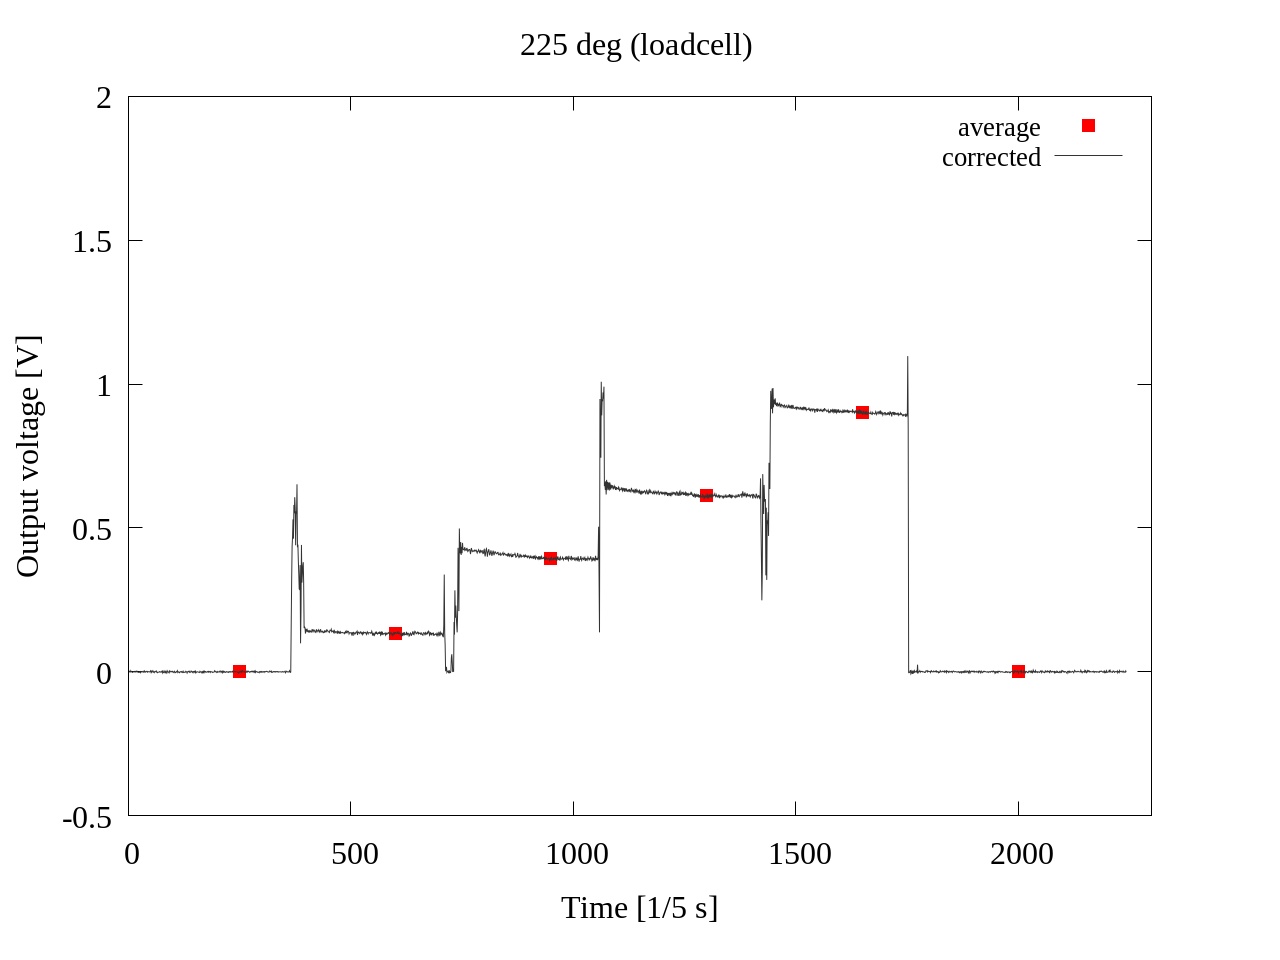 225 deg (loadcell)
average
corrected
2
1.5
1
0.5
0
-0.5
Output voltage [V]
0 500 1000 1500 2000
Time [1/5 s]